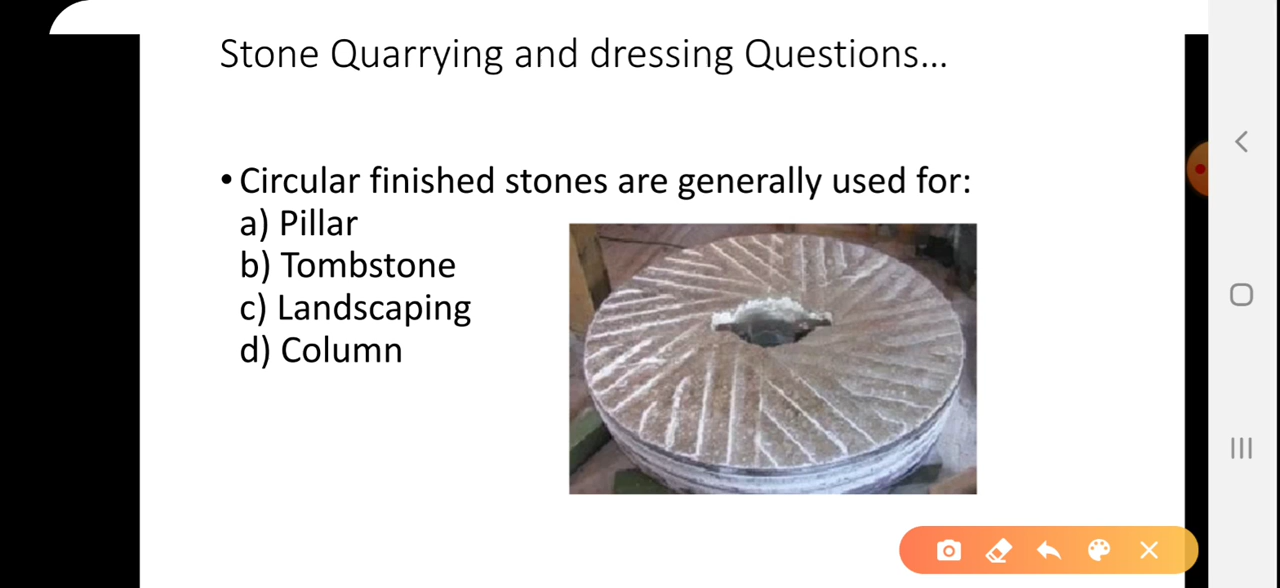 Stone Quarrying and dressing Questions...
• Circular finished stones are generally used for:
a) Pillar
b) Tombstone
c) Landscaping
d) Column